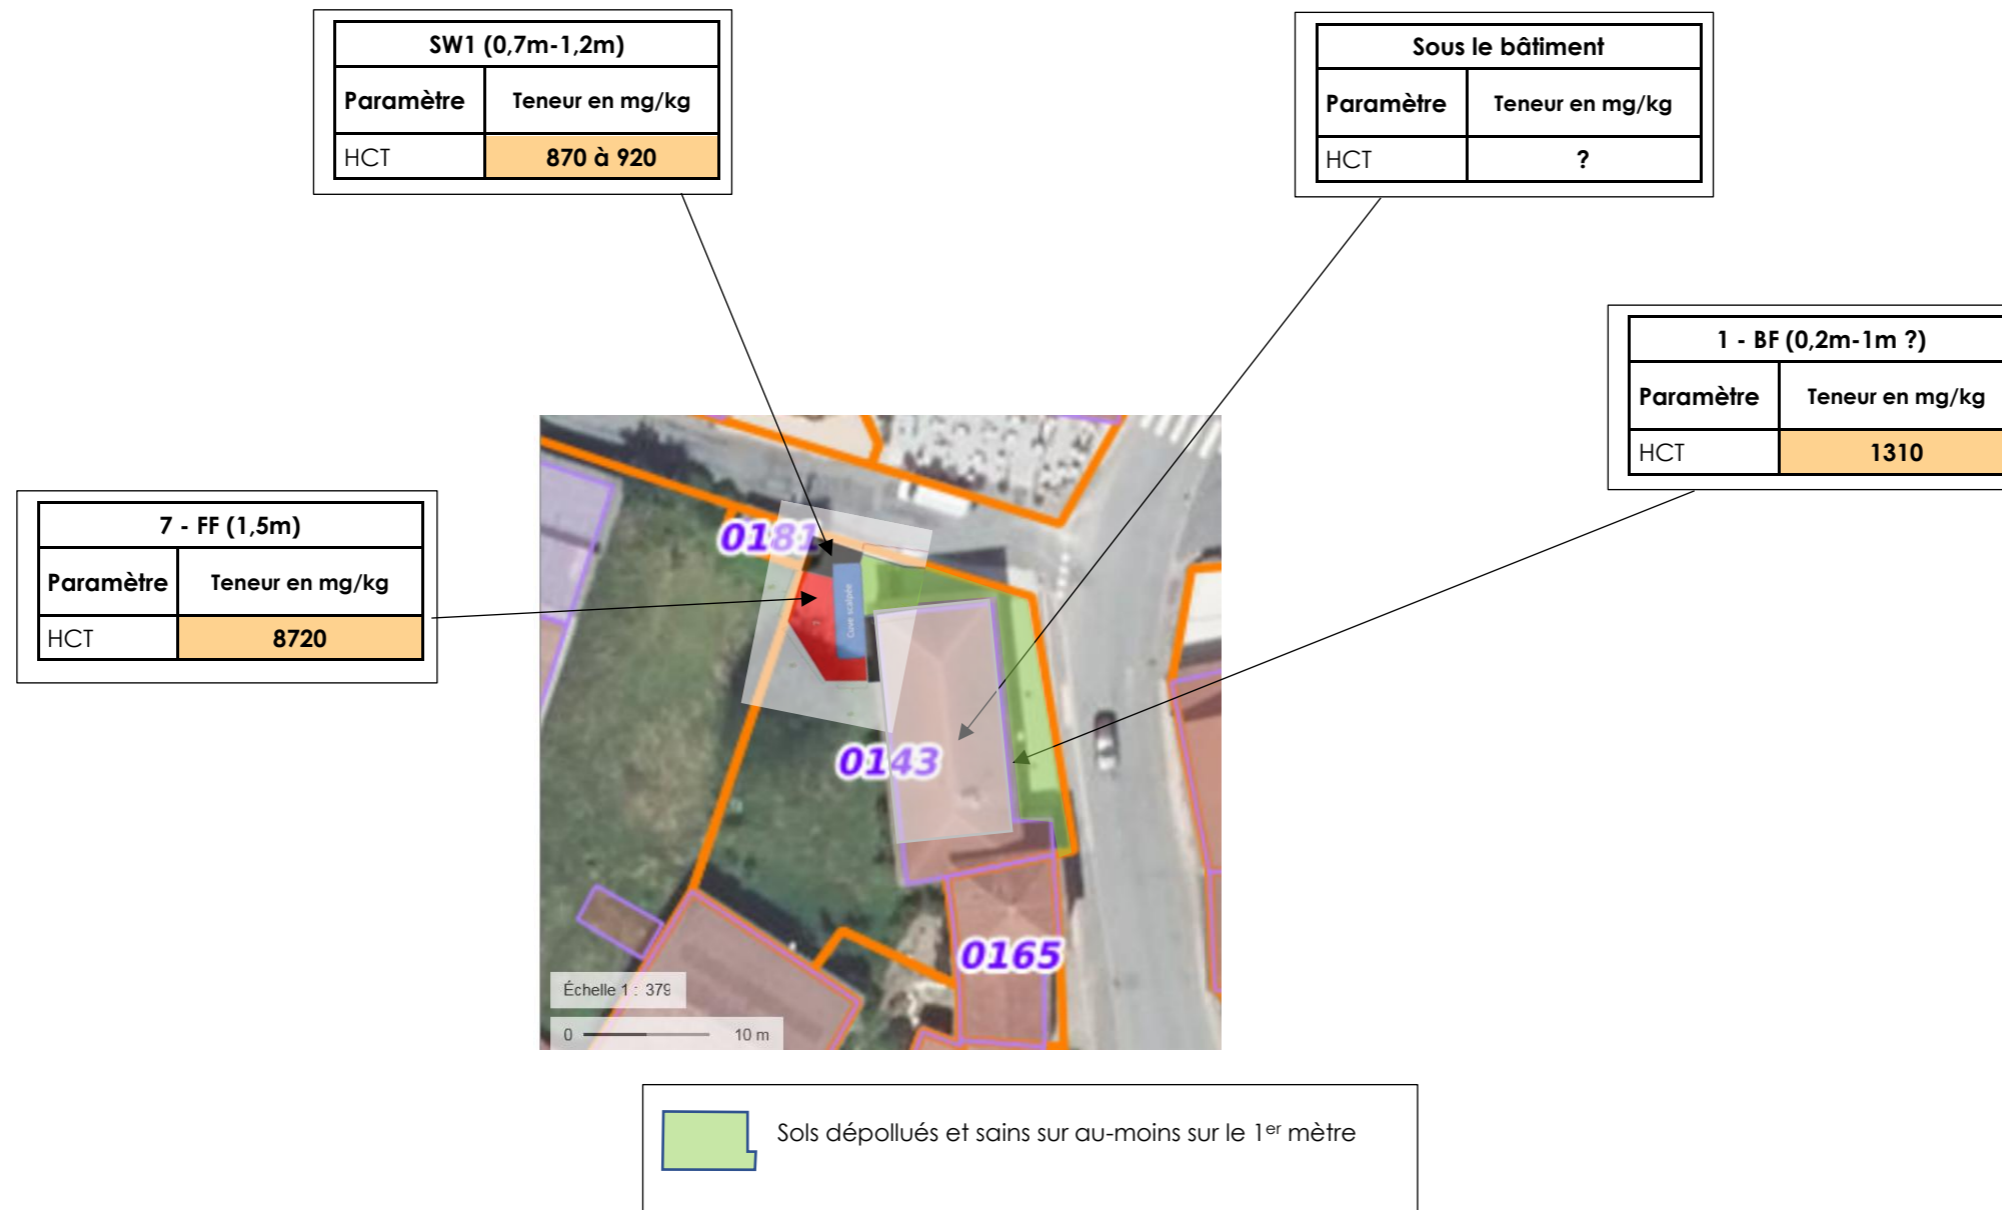 SW1 (0,7m-1,2m)
Paramètre Teneur en mg/kg
HCT 870 à 920
Sous le bâtiment
Paramètre Teneur en mg/kg
HCT ?
1 - BF (0,2m-1m ?)
Paramètre Teneur en mg/kg
HCT 1310
7 - FF (1,5m)
Paramètre Teneur en mg/kg
HCT 8720
0181
Cuve scalpée
7
0143
0165
Échelle 1 : 379
0 10 m
Sols dépollués et sains sur au-moins sur le 1er mètre